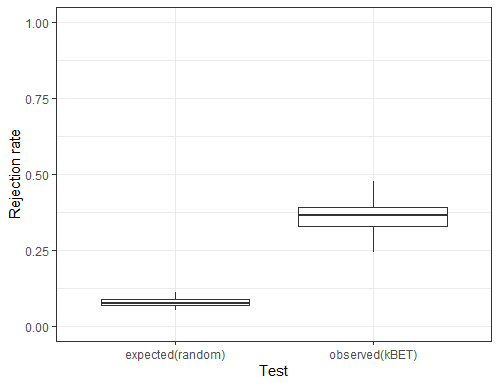 1.00
0.75
0.50
0.25
0.00
Rejection rate
expected(random)
observed(kBET)
Test